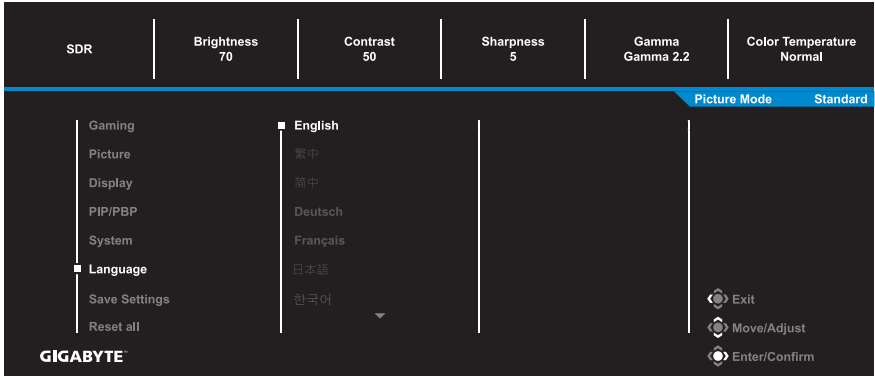 SDR
Brightness
70
Contrast
50
Sharpness
5
Gamma
Gamma 2.2
Color Temperature
Normal
Picture Mode Standard
Gaming
Picture
Display
PIP/PBP
System
Language
Save Settings
Reset all
English
繁中
简中
Deutsch
Français
日本語
한국어
Exit
Move/Adjust
Enter/Confirm
GIGABYTE™